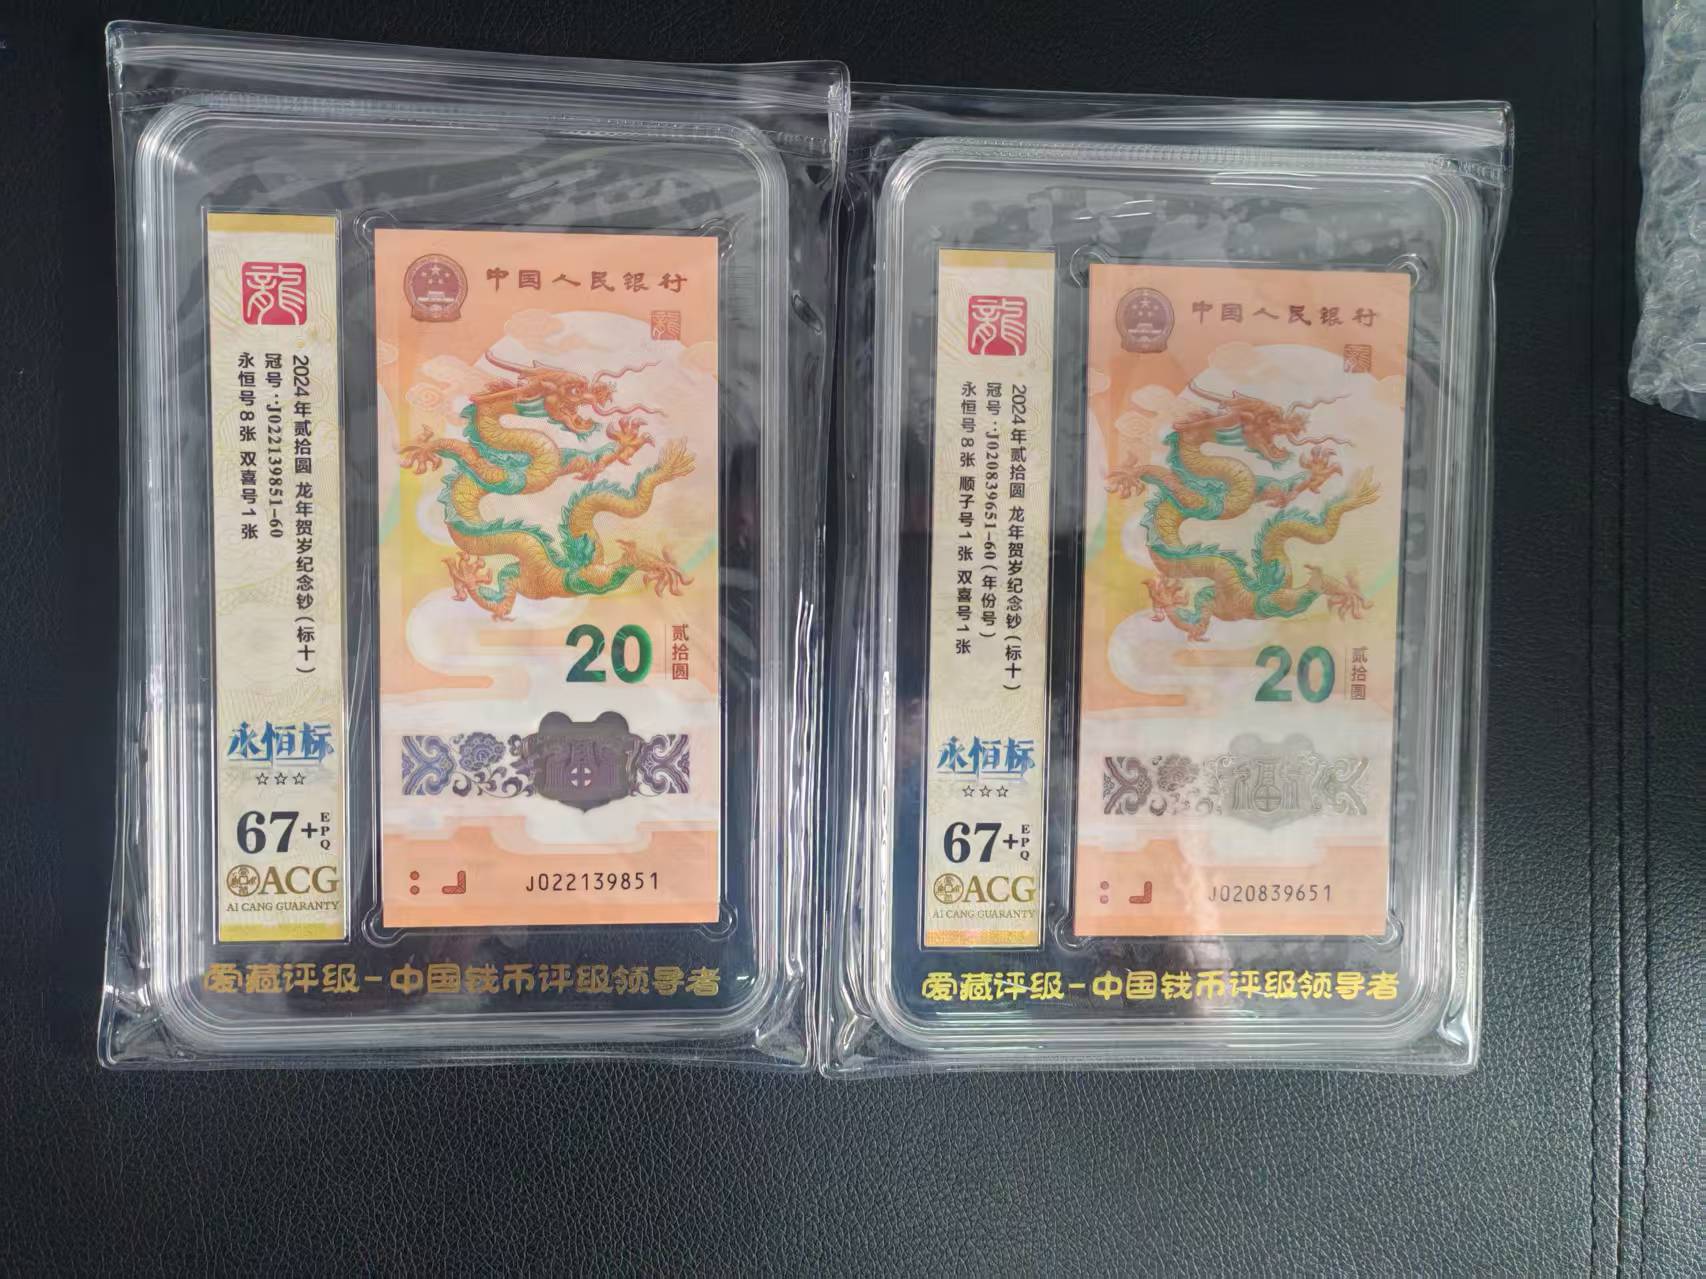 龍
2024年贰拾圆 龙年贺岁纪念钞(标十)
冠号:J022139851-60
永恒号8张 双喜号1张
永恒标
☆☆☆
67+EPQ
ACG
AI CANG GUARANTY
中国人民银行
龍
20
贰拾圆
福
J022139851
爱藏评级-中国钱币评级领导者
龍
2024年贰拾圆 龙年贺岁纪念钞(标十)
冠号:J020839651-60(年份号)
永恒号8张 顺子号1张 双喜号1张
永恒标
☆☆☆
67+EPQ
ACG
AI CANG GUARANTY
中国人民银行
龍
20
贰拾圆
福
J020839651
爱藏评级-中国钱币评级领导者